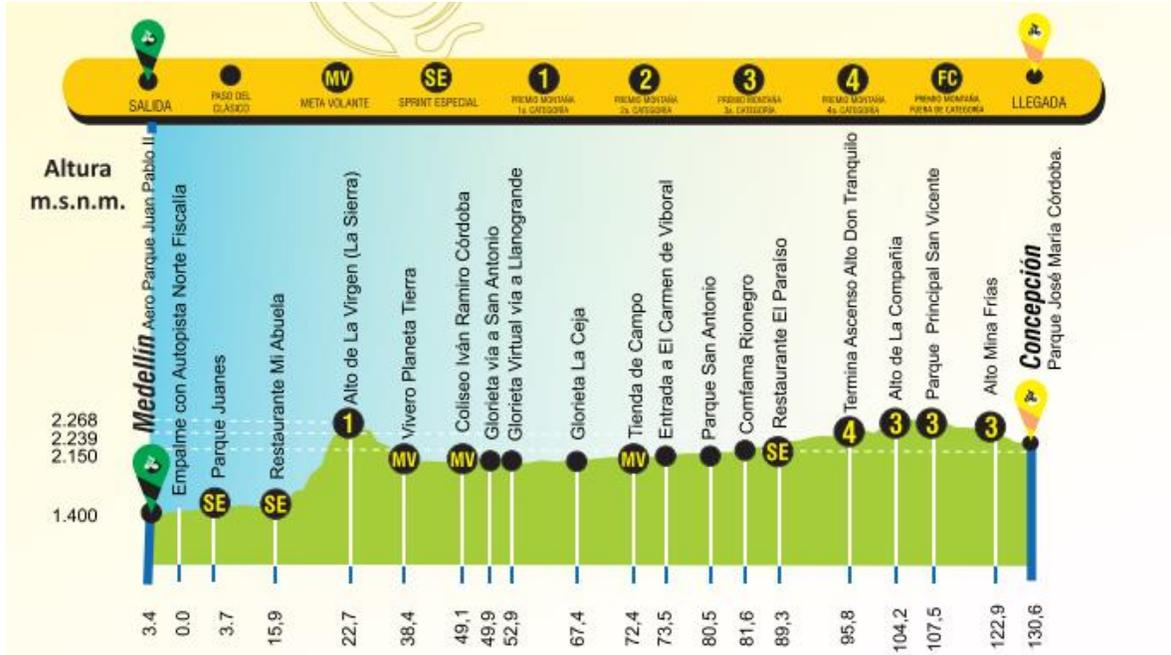 MV
SE
1
2
3
4
FC
SALIDA
PASO DEL
CLÁSICO
META VOLANTE
SPRINT ESPECIAL
PREMIO MONTAÑA
1a. CATEGORÍA
PREMIO MONTAÑA
2a. CATEGORÍA
PREMIO MONTAÑA
3a. CATEGORÍA
PREMIO MONTAÑA
4a. CATEGORÍA
PREMIO MONTAÑA
FUERA DE CATEGORÍA
LLEGADA
Altura
m.s.n.m.
2.268
2.239
2.150
1.400
Medellín Aero Parque Juan Pablo II
Empalme con Autopista Norte Fiscalía
Parque Juanes
Restaurante Mi Abuela
Alto de La Virgen (La Sierra)
Vivero Planeta Tierra
Coliseo Iván Ramiro Córdoba
Glorieta vía a San Antonio
Glorieta Virtual vía a Llanogrande
Glorieta La Ceja
Tienda de Campo
Entrada a El Carmen de Viboral
Parque San Antonio
Comfama Rionegro
Restaurante El Paraíso
Termina Ascenso Alto Don Tranquilo
Alto de La Compañía
Parque Principal San Vicente
Alto Mina Frías
Concepción
Parque José María Córdoba.
SE
SE
1
MV
MV
MV
SE
4
3
3
3
3.4
0.0
3.7
15,9
22,7
38,4
49,1
49,9
52,9
67,4
72,4
73,5
80,5
81,6
89,3
95,8
104,2
107,5
122,9
130,6